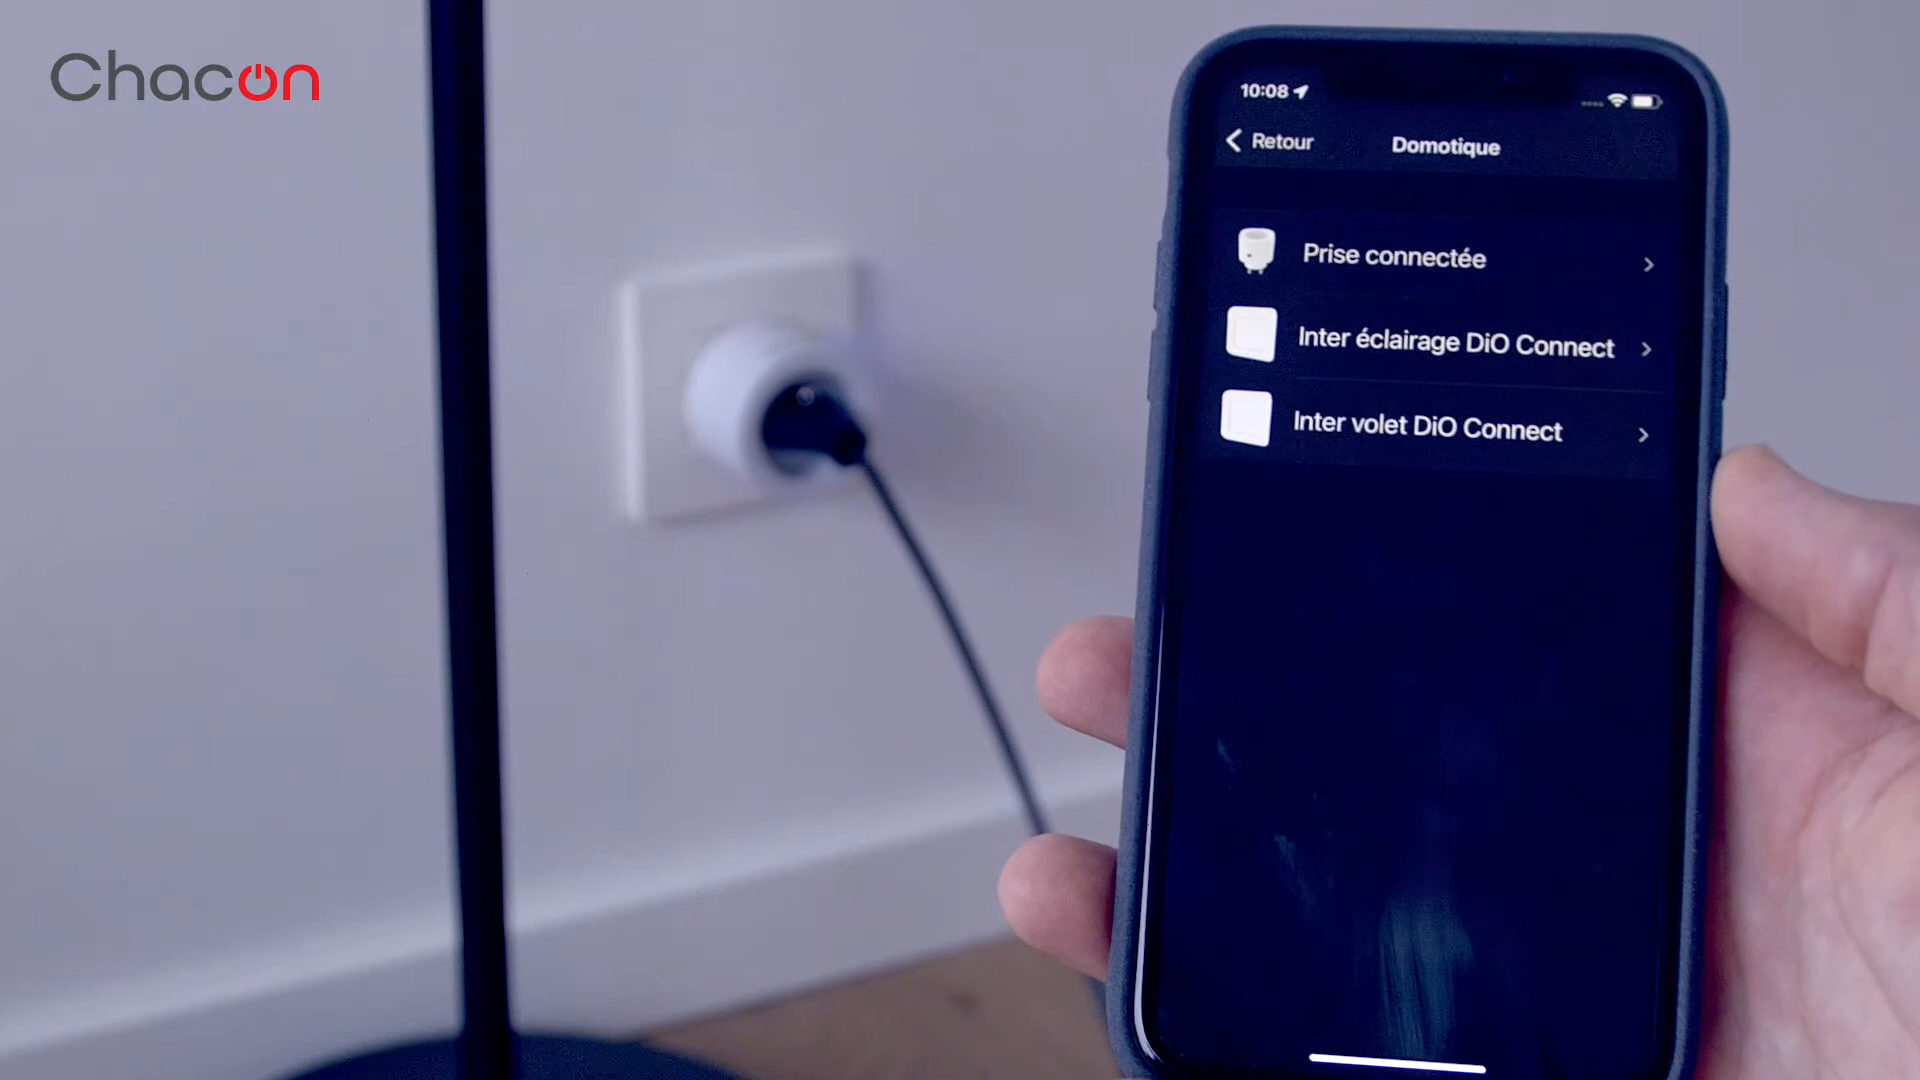 Chacon
10:08
Retour
Domotique
Prise connectée
Inter éclairage DiO Connect
Inter volet DiO Connect